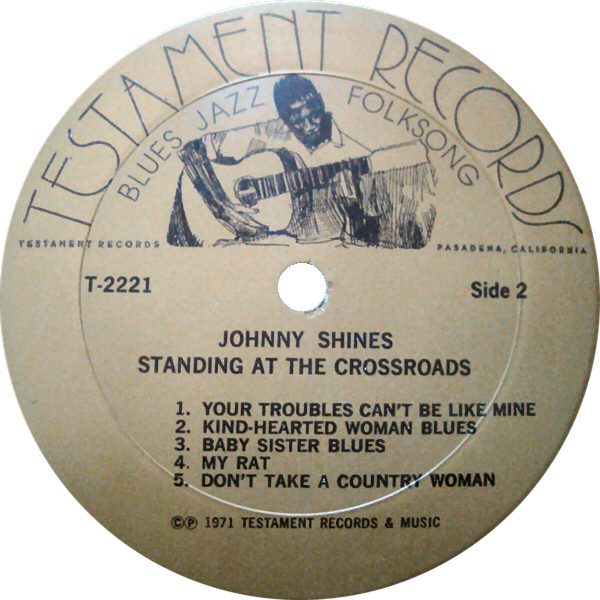 TESTAMENT RECORDS
BLUES JAZZ FOLKSONG
TESTAMENT RECORDS
PASADENA, CALIFORNIA
T-2221
Side 2
JOHNNY SHINES
STANDING AT THE CROSSROADS
1. YOUR TROUBLES CAN'T BE LIKE MINE
2. KIND-HEARTED WOMAN BLUES
3. BABY SISTER BLUES
4. MY RAT
5. DON'T TAKE A COUNTRY WOMAN
©℗ 1971 TESTAMENT RECORDS & MUSIC